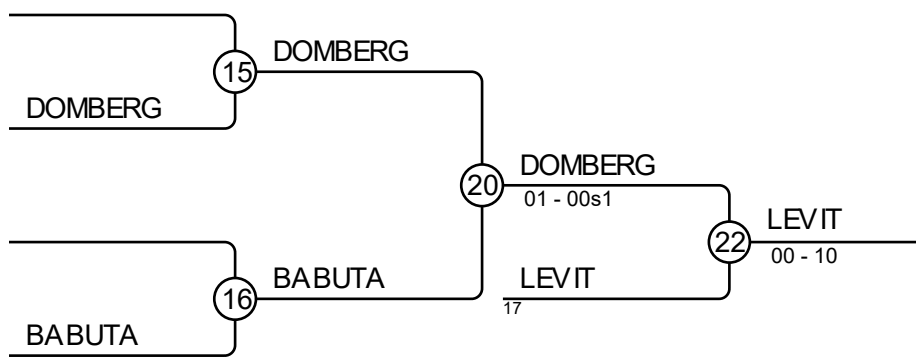 DOMBERG
15
DOMBERG
DOMBERG
20
01 - 00s1
LEVIT
22
00 - 10
BABUTA
16
LEVIT
17
BABUTA